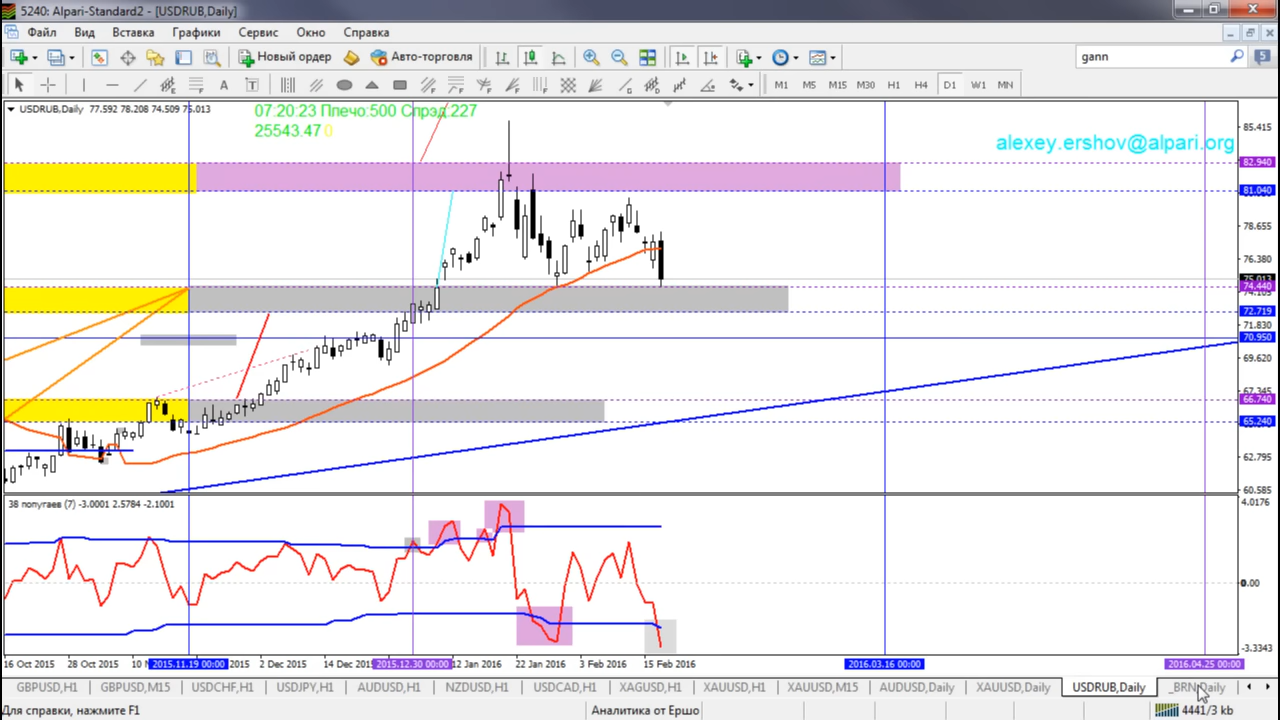 5240: Alpari-Standard2 - [USDRUB,Daily]
Файл Вид Вставка Графики Сервис Окно Справка
Новый ордер Авто-торговля gann 5
A T M1 M5 M15 M30 H1 H4 D1 W1 MN
USDRUB,Daily 77.592 78.208 74.509 75.013
07:20:23 Плечо:500 Спрэд:227
25543.47 0
alexey.ershov@alpari.org
85.415
82.940
81.040
78.655
76.380
75.013
74.440
74.105
72.719
71.830
70.950
69.620
67.345
66.740
65.240
62.795
60.585
38 попугаев (7) -3.0001 2.5784 -2.1001
4.0176
0.00
-3.3343
16 Oct 2015 28 Oct 2015 10 N 2015.11.19 00:00 2015 2 Dec 2015 14 Dec 2015 2015.12.30 00:00 12 Jan 2016 22 Jan 2016 3 Feb 2016 15 Feb 2016 2016.03.16 00:00 2016.04.25 00:00
GBPUSD,H1 GBPUSD,M15 USDCHF,H1 USDJPY,H1 AUDUSD,H1 NZDUSD,H1 USDCAD,H1 XAGUSD,H1 XAUUSD,H1 XAUUSD,M15 AUDUSD,Daily XAUUSD,Daily USDRUB,Daily _BRN,Daily
Для справки, нажмите F1 Аналитика от Ершо 4441/3 kb